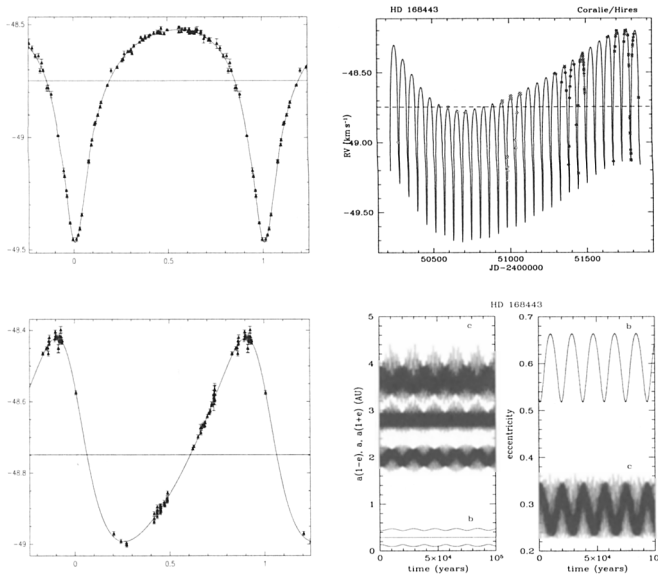 HD 168443 Coralie/Hires
-48.5
-49
-49.5
0 0.5 1
RV [km s⁻¹]
-48.50
-49.00
-49.50
50500 51000 51500
JD-2400000
-48.4
-48.6
-48.8
-49
0 0.5 1
HD 168443
a(1-e), a, a(1+e) (AU)
5
4
3
2
1
0
c
b
0 5×10⁴ 10⁵
time (years)
eccentricity
0.7
0.6
0.5
0.4
0.3
0.2
b
c
0 5×10⁴ 10
time (years)